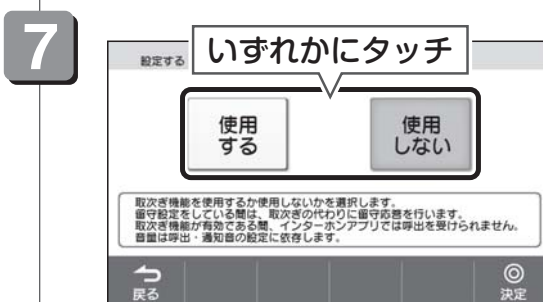 7
設定する
いずれかにタッチ
使用
する
使用
しない
取次ぎ機能を使用するか使用しないかを選択します。
留守設定をしている間は、取次ぎの代わりに留守応答を行います。
取次ぎ機能が有効である間、インターホンアプリでは呼出を受けられません。
音量は呼出・通知音の設定に依存します。
戻る
決定